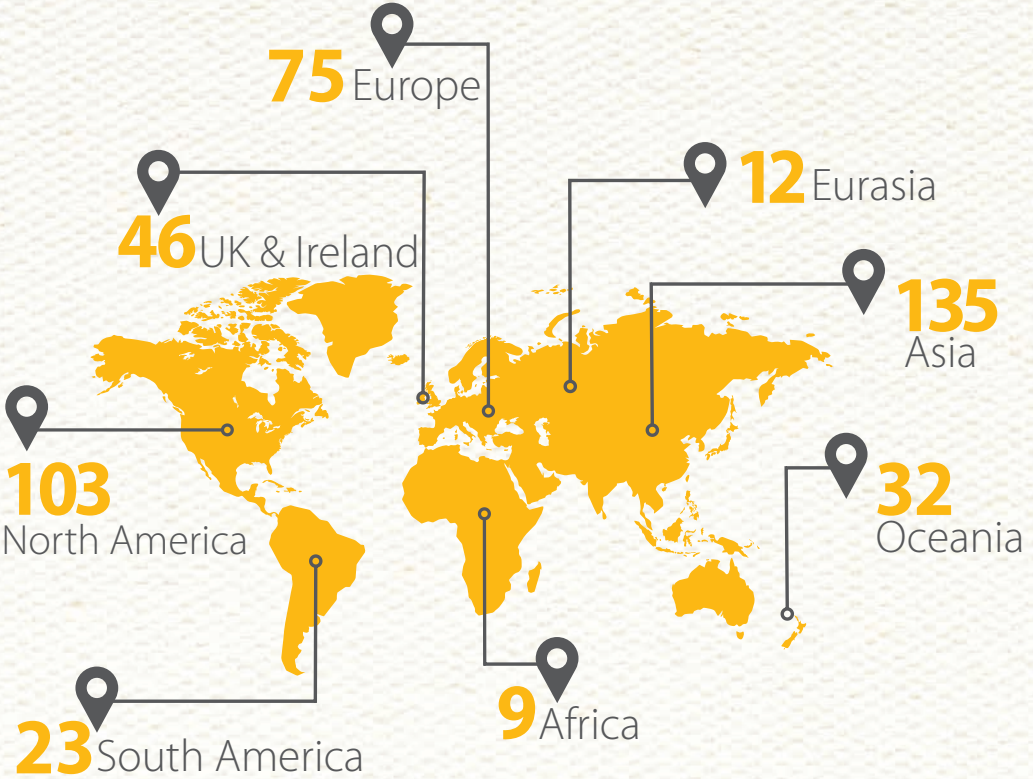 75 Europe
12 Eurasia
46 UK & Ireland
135
Asia
103
North America
32
Oceania
9 Africa
23 South America